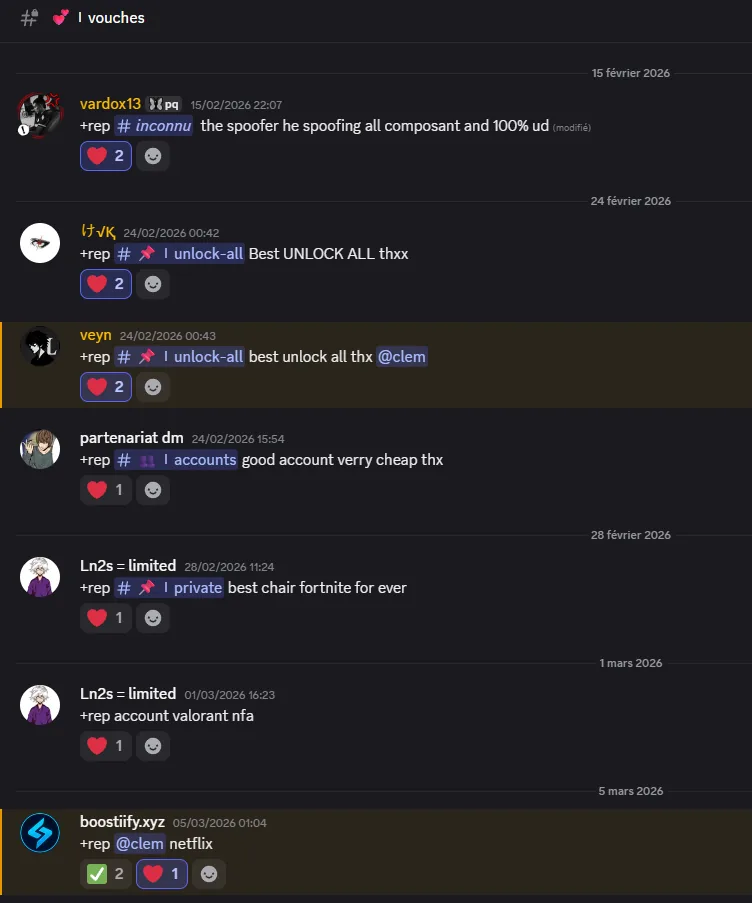 vouches
15 février 2026
vardox13 pq 15/02/2026 22:07
+rep # inconnu the spoofer he spoofing all composant and 100% ud (modifié)
2
24 février 2026
け√Қ 24/02/2026 00:42
+rep # | unlock-all Best UNLOCK ALL thxx
2
veyn 24/02/2026 00:43
+rep # | unlock-all best unlock all thx @clem
2
partenariat dm 24/02/2026 15:54
+rep # | accounts good account verry cheap thx
1
28 février 2026
Ln2s = limited 28/02/2026 11:24
+rep # | private best chair fortnite for ever
1
1 mars 2026
Ln2s = limited 01/03/2026 16:23
+rep account valorant nfa
1
5 mars 2026
boostiify.xyz 05/03/2026 01:04
+rep @clem netflix
2 1